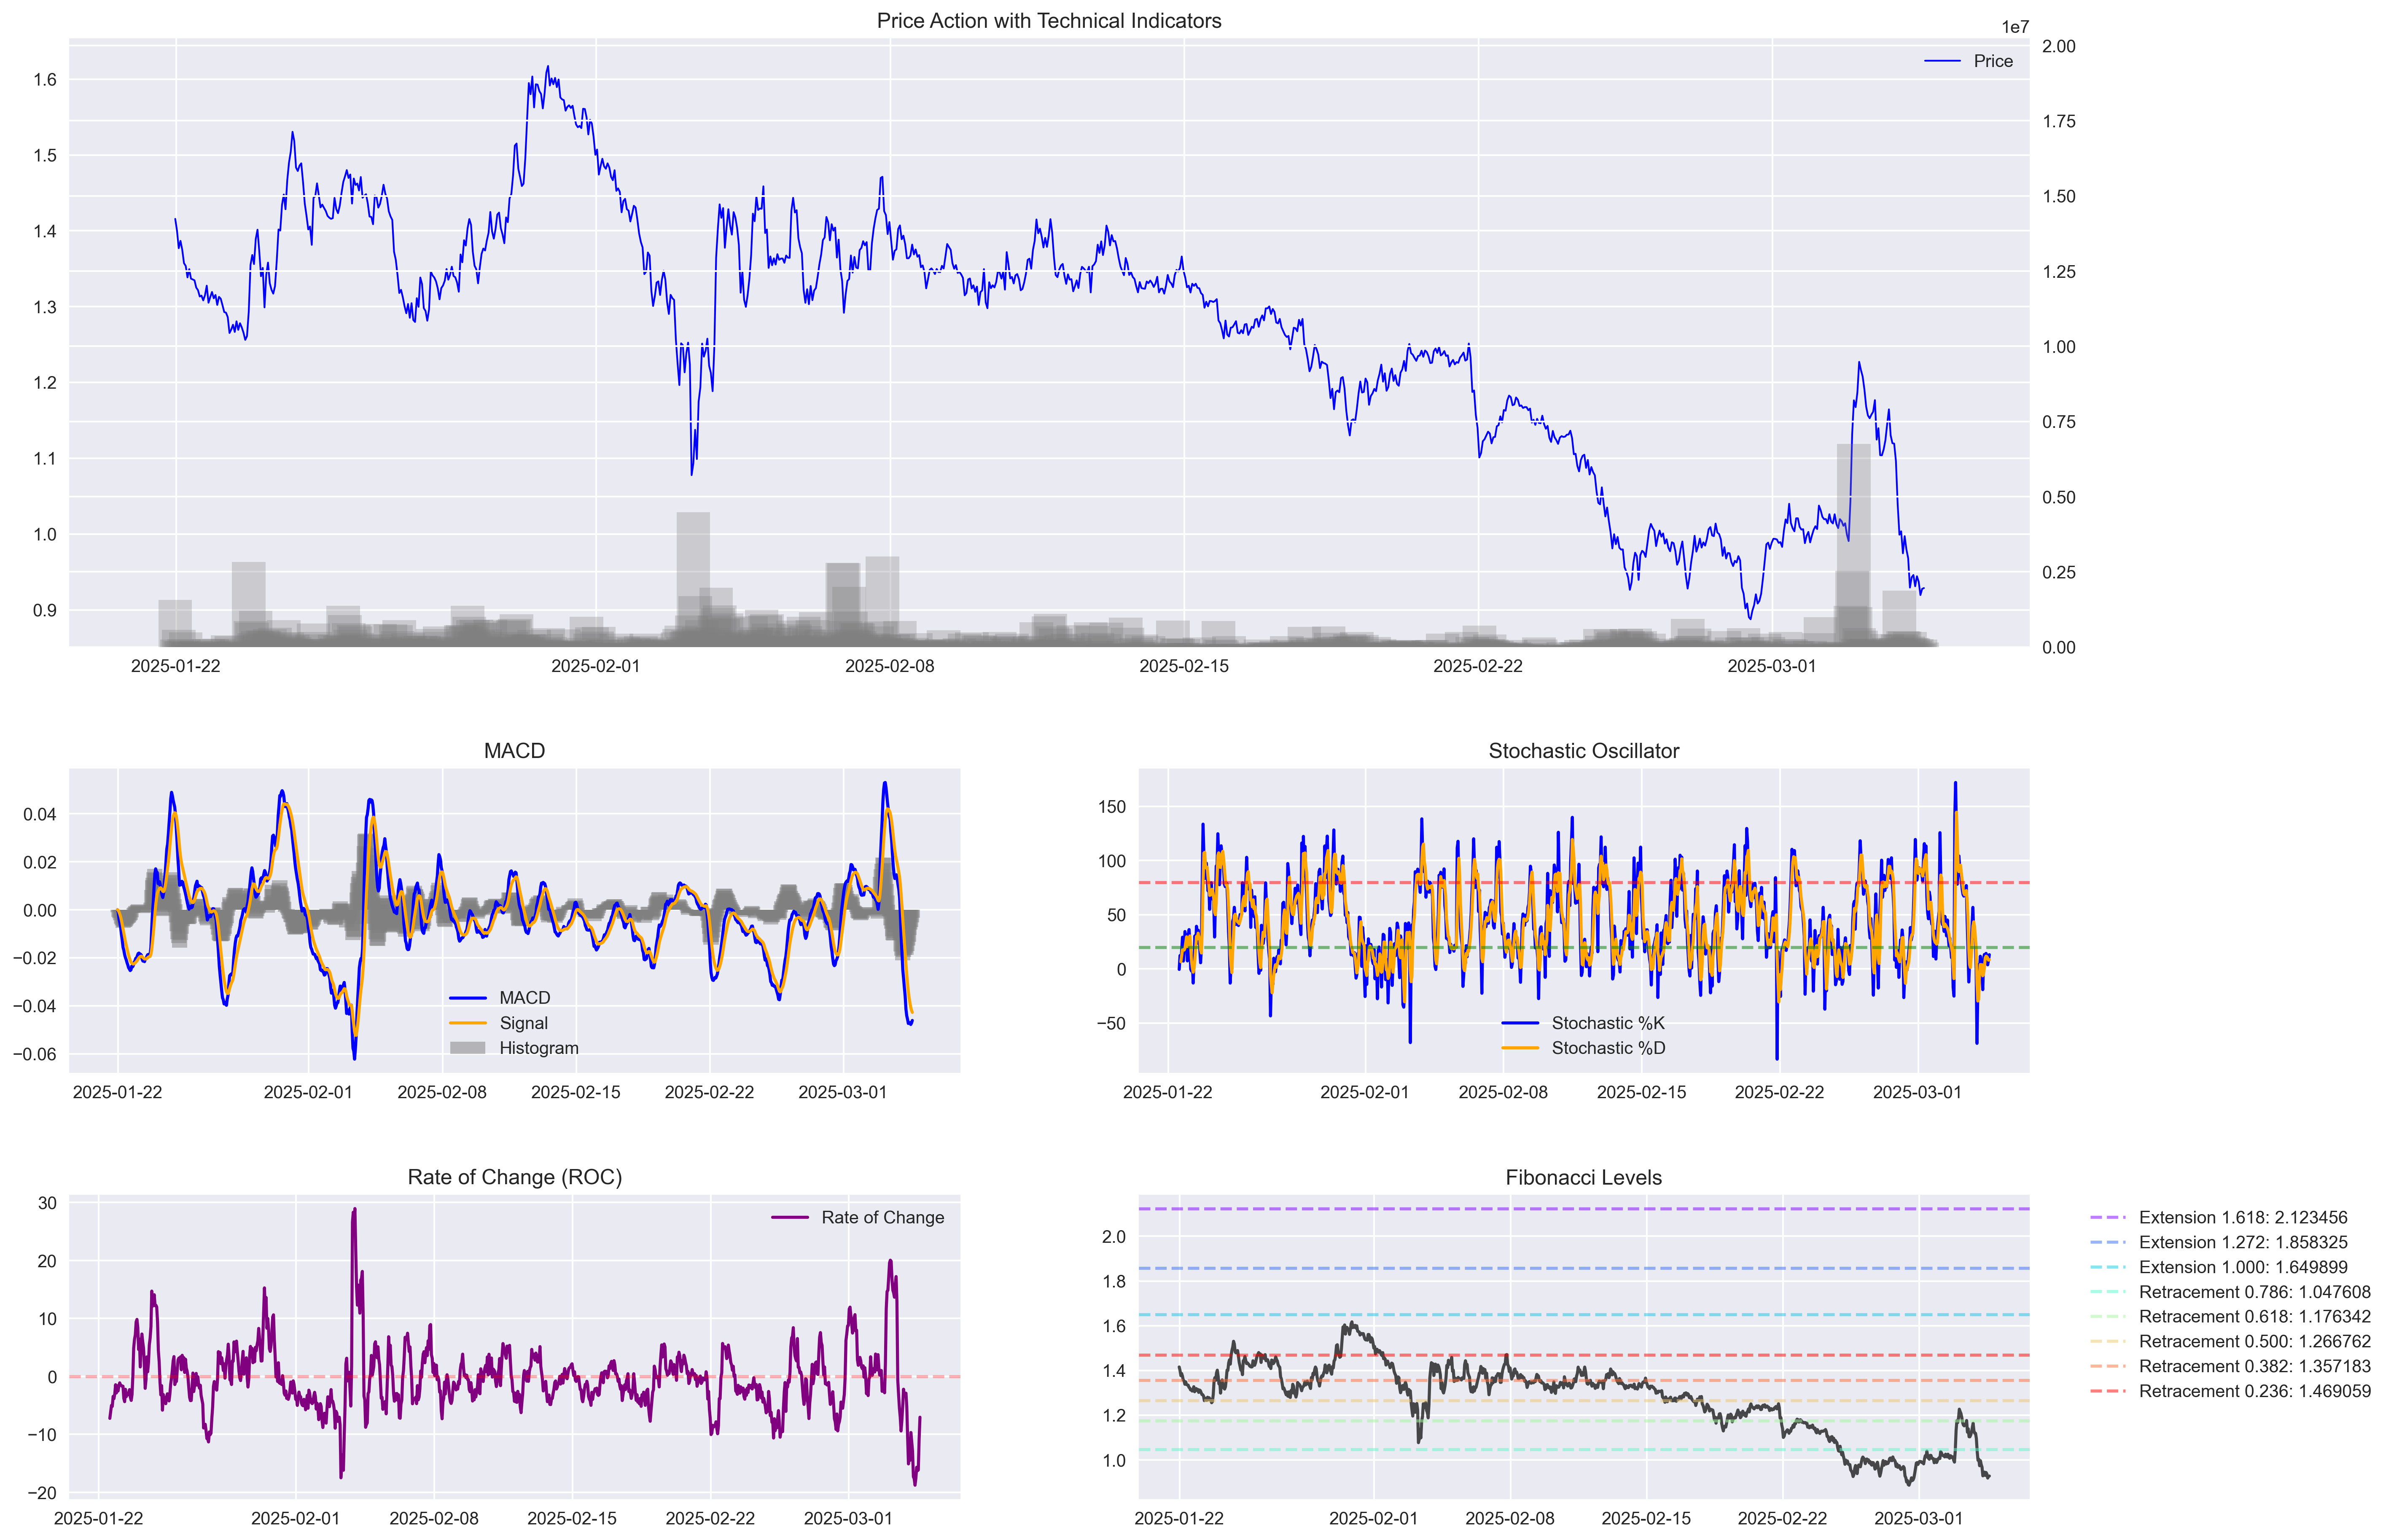 Price Action with Technical Indicators
1e7
Price
1.6
1.5
1.4
1.3
1.2
1.1
1.0
0.9
2.00
1.75
1.50
1.25
1.00
0.75
0.50
0.25
0.00
2025-01-22 2025-02-01 2025-02-08 2025-02-15 2025-02-22 2025-03-01
MACD
0.04
0.02
0.00
−0.02
−0.04
−0.06
MACD
Signal
Histogram
2025-01-22 2025-02-01 2025-02-08 2025-02-15 2025-02-22 2025-03-01
Stochastic Oscillator
150
100
50
0
−50
Stochastic %K
Stochastic %D
2025-01-22 2025-02-01 2025-02-08 2025-02-15 2025-02-22 2025-03-01
Rate of Change (ROC)
30
20
10
0
−10
−20
Rate of Change
2025-01-22 2025-02-01 2025-02-08 2025-02-15 2025-02-22 2025-03-01
Fibonacci Levels
2.0
1.8
1.6
1.4
1.2
1.0
2025-01-22 2025-02-01 2025-02-08 2025-02-15 2025-02-22 2025-03-01
Extension 1.618: 2.123456
Extension 1.272: 1.858325
Extension 1.000: 1.649899
Retracement 0.786: 1.047608
Retracement 0.618: 1.176342
Retracement 0.500: 1.266762
Retracement 0.382: 1.357183
Retracement 0.236: 1.469059